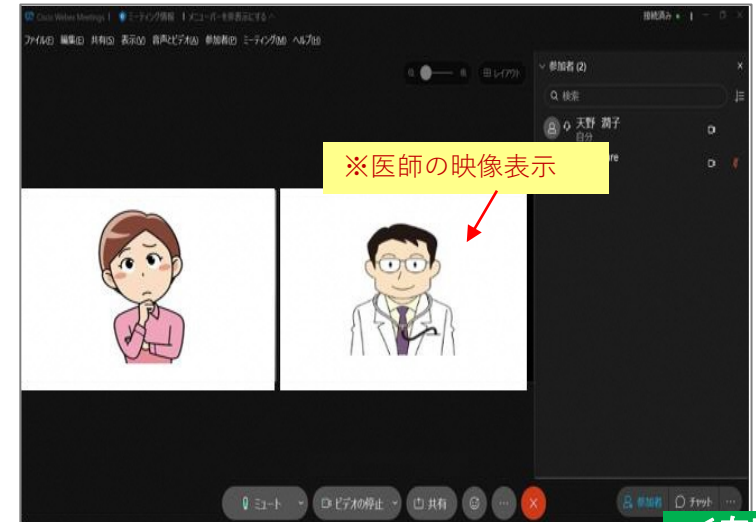 Cisco Webex Meetings
ミーティング情報
メニュー バーを非表示にする
接続済み
ファイル(F) 編集(E) 共有(S) 表示(V) 音声とビデオ(A) 参加者(P) ミーティング(M) ヘルプ(H)
レイアウト
参加者 (2)
検索
天野 潤子
自分
※医師の映像表示
re
ミュート
ビデオの停止
共有
参加者
チャット